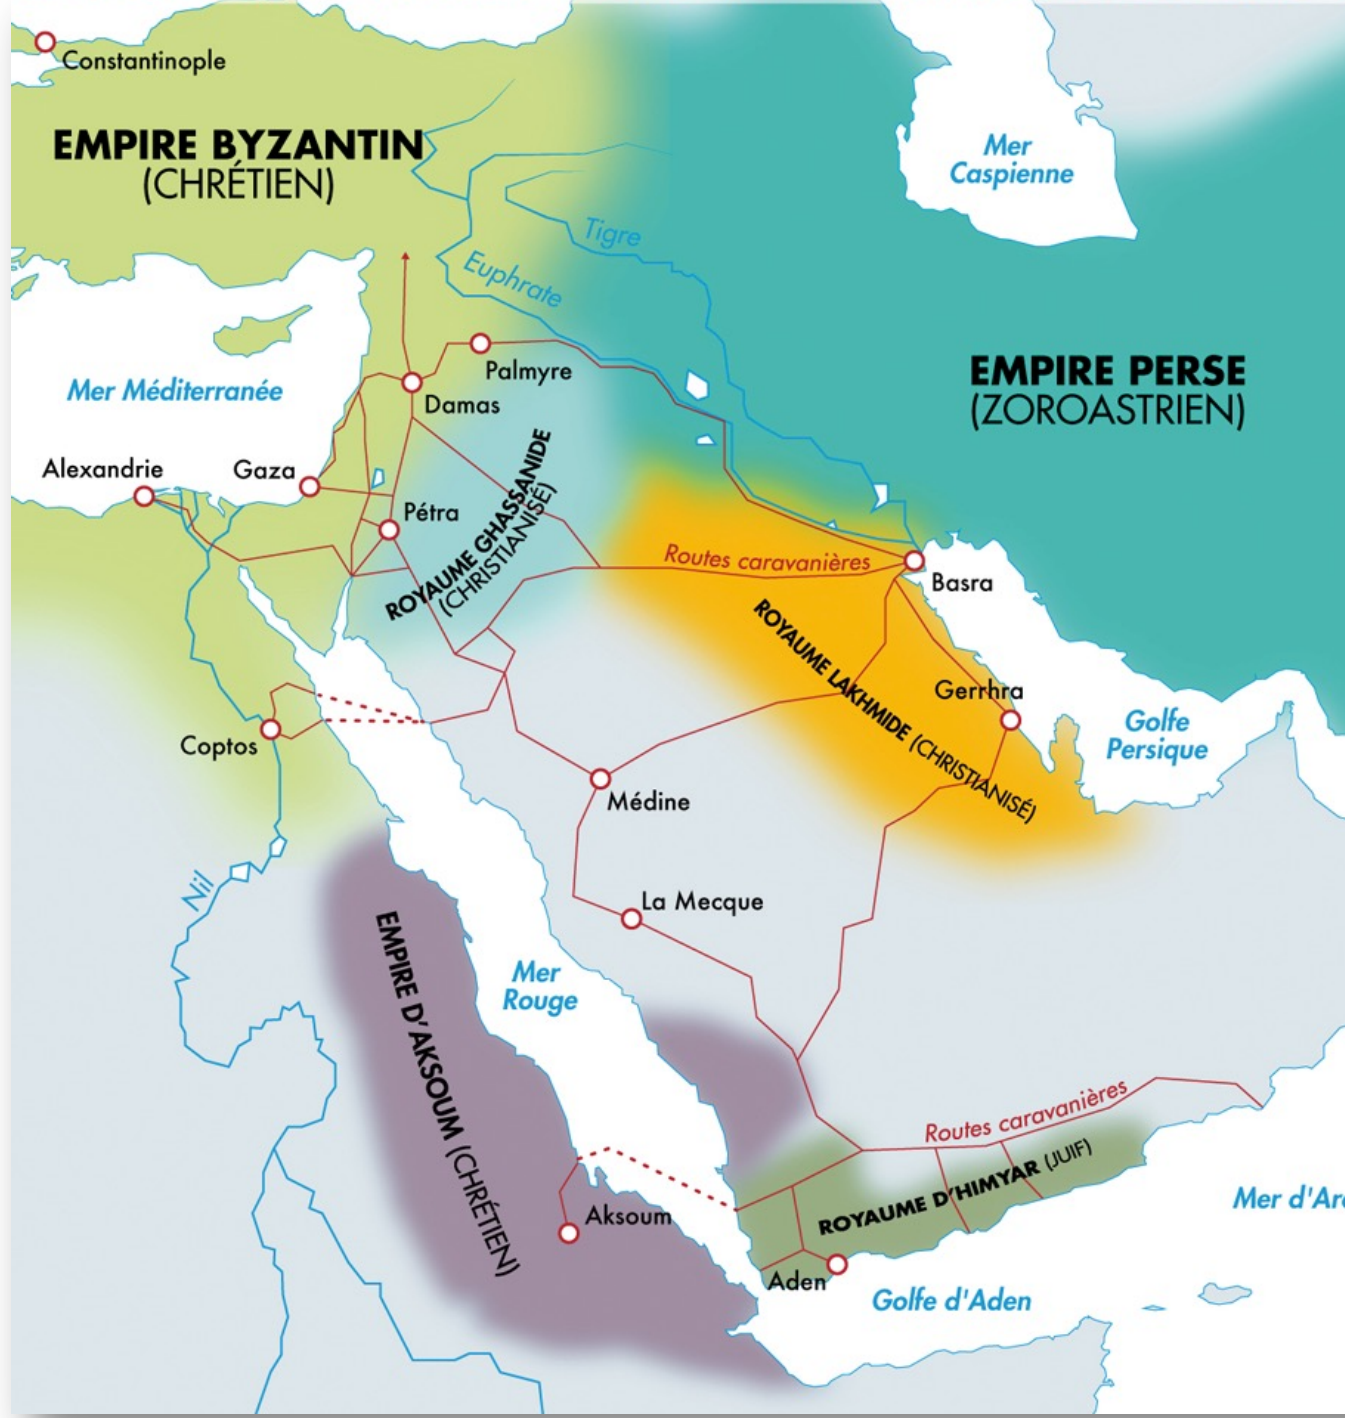 Constantinople
EMPIRE BYZANTIN
(CHRÉTIEN)
Mer
Caspienne
Tigre
Euphrate
EMPIRE PERSE
(ZOROASTRIEN)
Palmyre
Mer Méditerranée
Damas
Alexandrie
Gaza
Pétra
ROYAUME GHASSANIDE
(CHRISTIANISÉ)
Routes caravanières
Basra
ROYAUME LAKHMIDE (CHRISTIANISÉ)
Gerrhra
Golfe
Persique
Coptos
Médine
Nil
La Mecque
EMPIRE D'AKSOUM (CHRÉTIEN)
Mer
Rouge
Routes caravanières
ROYAUME D'HIMYAR (JUIF)
Mer d'Ar
Aksoum
Aden
Golfe d'Aden